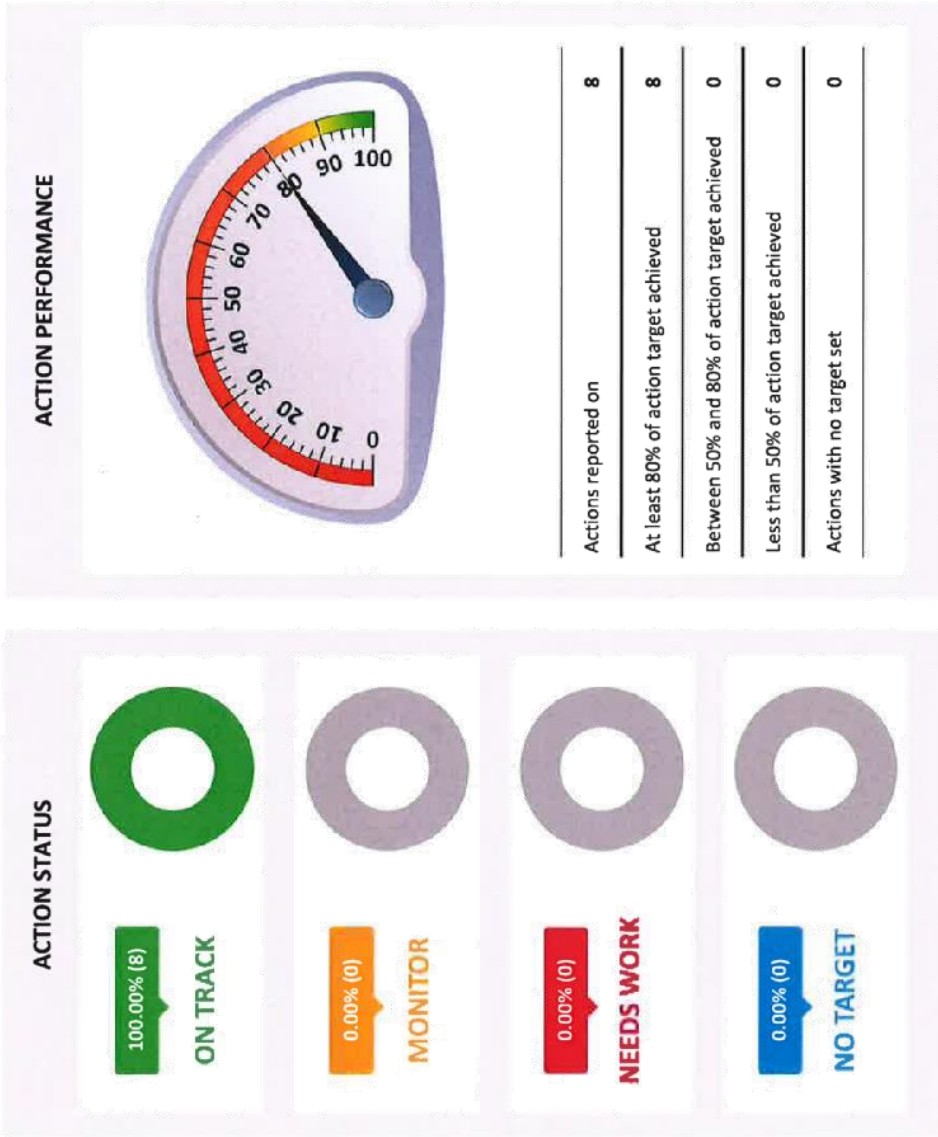 ACTION STATUS
100.00% (8)
ON TRACK
0.00% (0)
MONITOR
0.00% (0)
NEEDS WORK
0.00% (0)
NO TARGET
ACTION PERFORMANCE
0
10
20
30
40
50
60
70
80
90
100
Actions reported on 8
At least 80% of action target achieved 8
Between 50% and 80% of action target achieved 0
Less than 50% of action target achieved 0
Actions with no target set 0